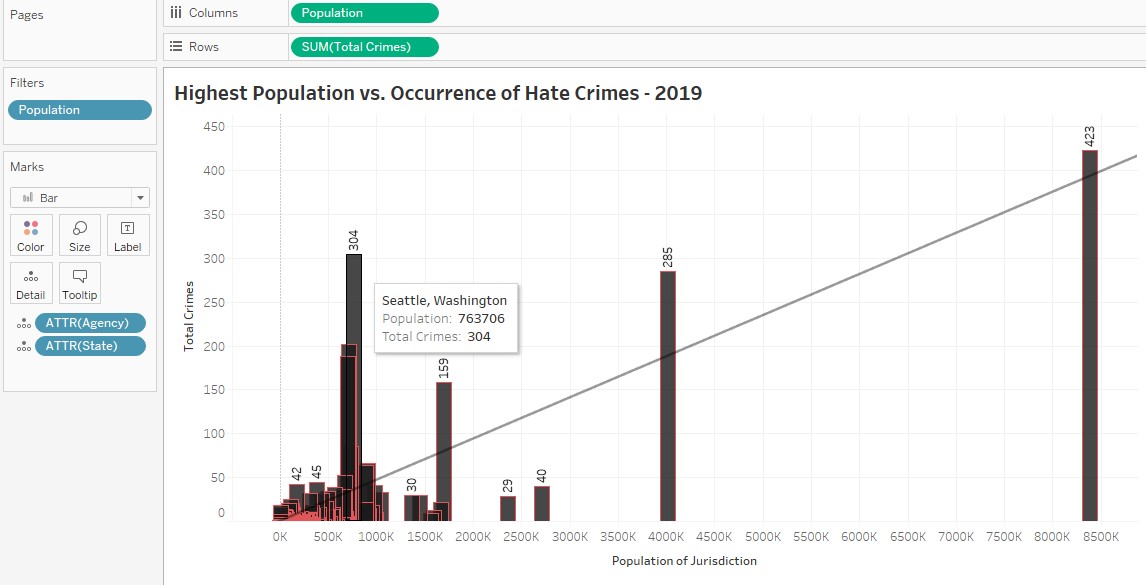 Pages
Columns
Population
Rows
SUM(Total Crimes)
Filters
Population
Marks
Bar
Color
Size
Label
Detail
Tooltip
ATTR(Agency)
ATTR(State)
Highest Population vs. Occurrence of Hate Crimes - 2019
Total Crimes
450
400
350
300
250
200
150
100
50
0
42
45
304
30
159
29
40
285
423
Seattle, Washington
Population: 763706
Total Crimes: 304
0K 500K 1000K 1500K 2000K 2500K 3000K 3500K 4000K 4500K 5000K 5500K 6000K 6500K 7000K 7500K 8000K 8500K
Population of Jurisdiction